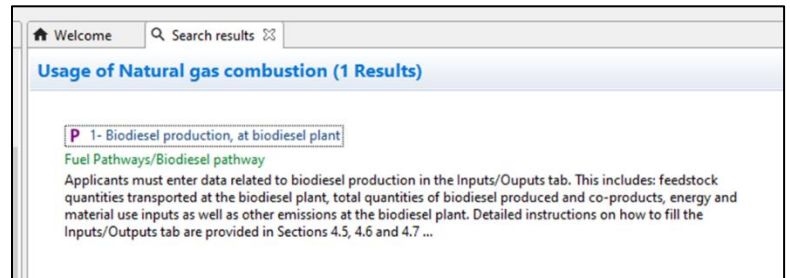 Welcome Search results
Usage of Natural gas combustion (1 Results)
P 1- Biodiesel production, at biodiesel plant
Fuel Pathways/Biodiesel pathway
Applicants must enter data related to biodiesel production in the Inputs/Ouputs tab. This includes: feedstock
quantities transported at the biodiesel plant, total quantities of biodiesel produced and co-products, energy and
material use inputs as well as other emissions at the biodiesel plant. Detailed instructions on how to fill the
Inputs/Outputs tab are provided in Sections 4.5, 4.6 and 4.7 ...